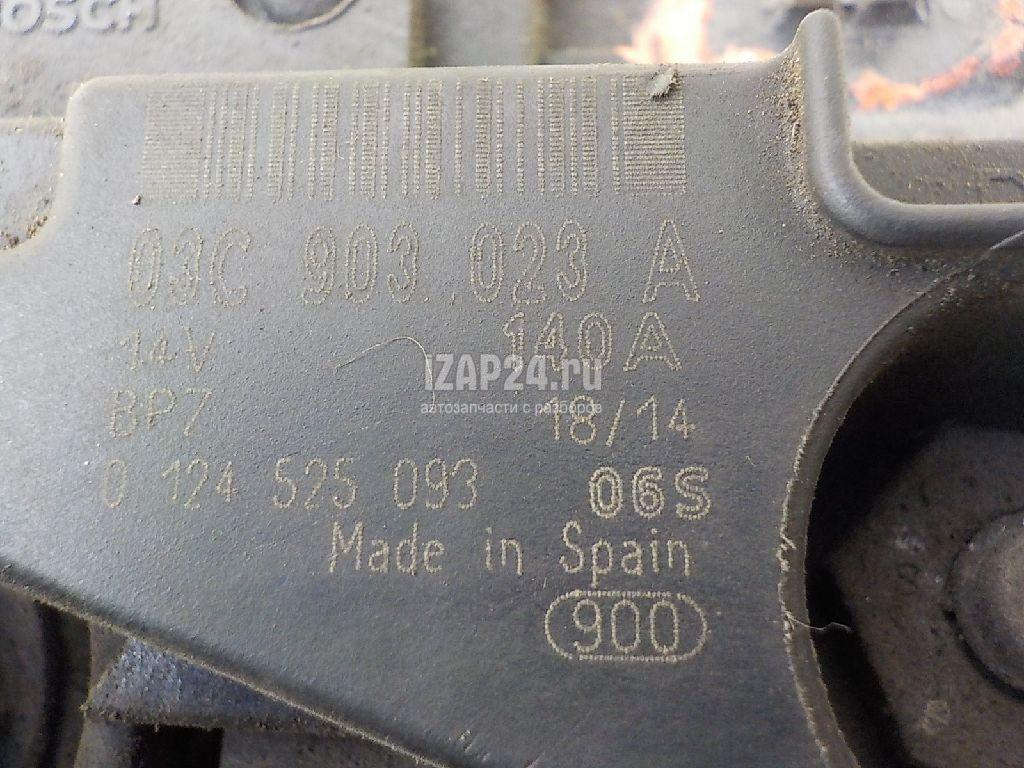 BOSCH
03C 903 023 A
14V 140A
IZAP24.ru
автозапчасти с разборов
BPZ 18/14
0 124 525 093 06S
Made in Spain
900